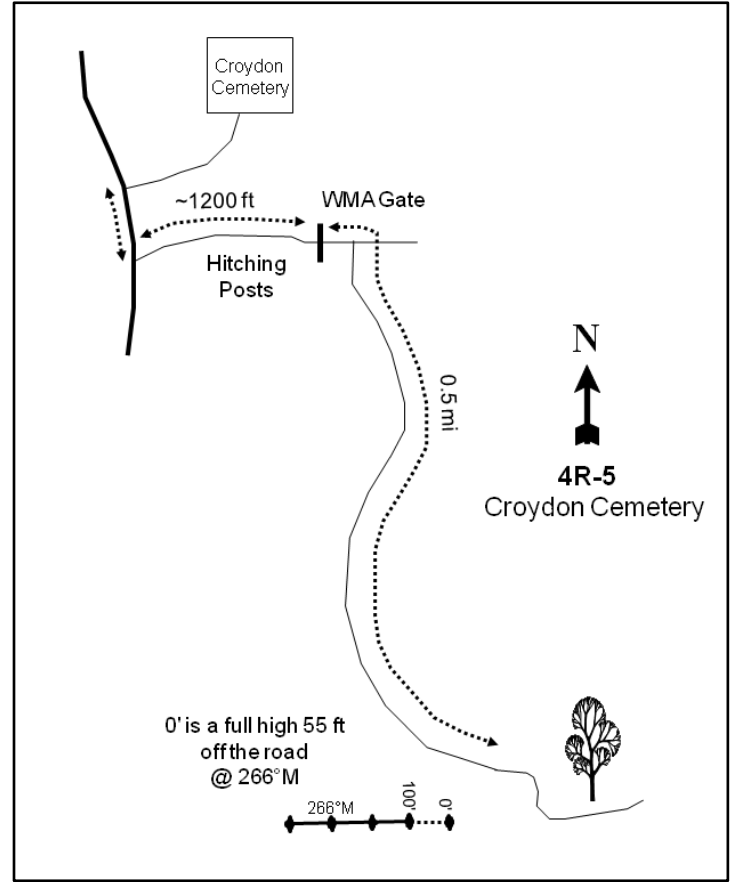 Croydon
Cemetery
~1200 ft
WMA Gate
Hitching
Posts
0.5 mi
N
4R-5
Croydon Cemetery
0' is a full high 55 ft
off the road
@ 266°M
266°M
100'
0'